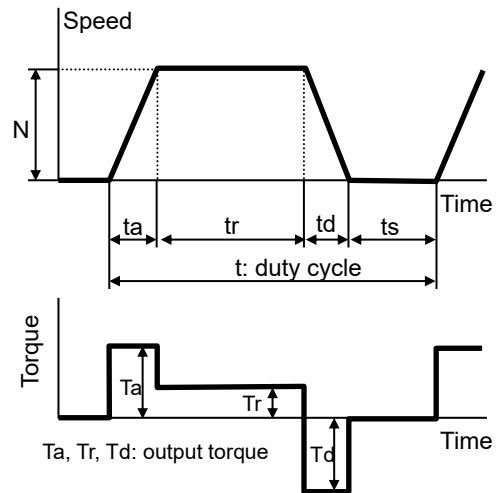 Speed
N
Time
ta
tr
td
ts
t: duty cycle
Torque
Ta
Tr
Td
Time
Ta, Tr, Td: output torque